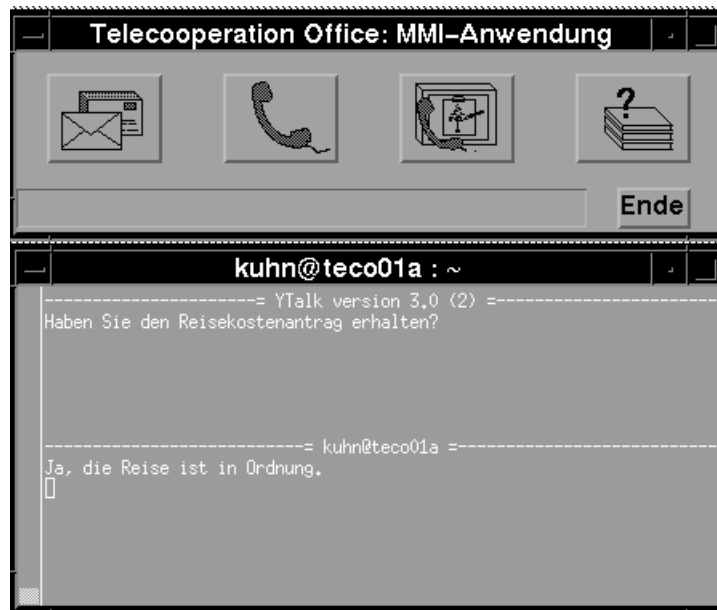 Telecooperation Office: MMI–Anwendung
?
Ende
kuhn@teco01a : ~
----------------------= YTalk version 3.0 (2) =-----------------------
Haben Sie den Reisekostenantrag erhalten?
---------------------------= kuhn@teco01a =---------------------------
Ja, die Reise ist in Ordnung.